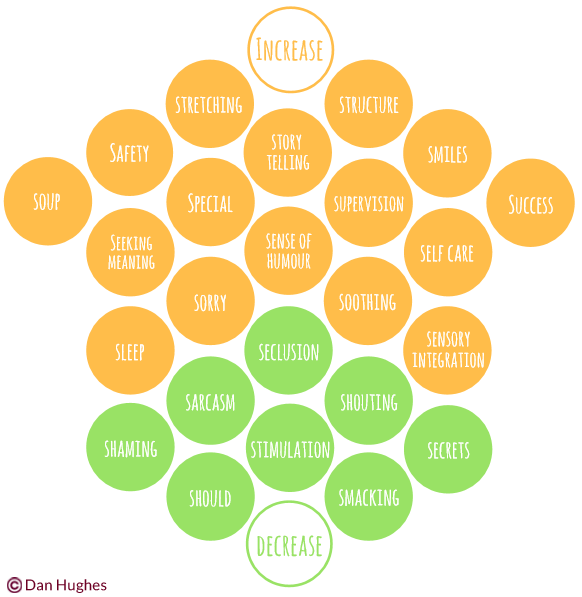 INCREASE
STRETCHING
STRUCTURE
SAFETY
STORY
TELLING
SMILES
SOUP
SPECIAL
SUPERVISION
SUCCESS
SEEKING
MEANING
SENSE OF
HUMOUR
SELF CARE
SORRY
SOOTHING
SLEEP
SECLUSION
SENSORY
INTEGRATION
SARCASM
SHOUTING
SHAMING
STIMULATION
SECRETS
SHOULD
SMACKING
DECREASE
© Dan Hughes